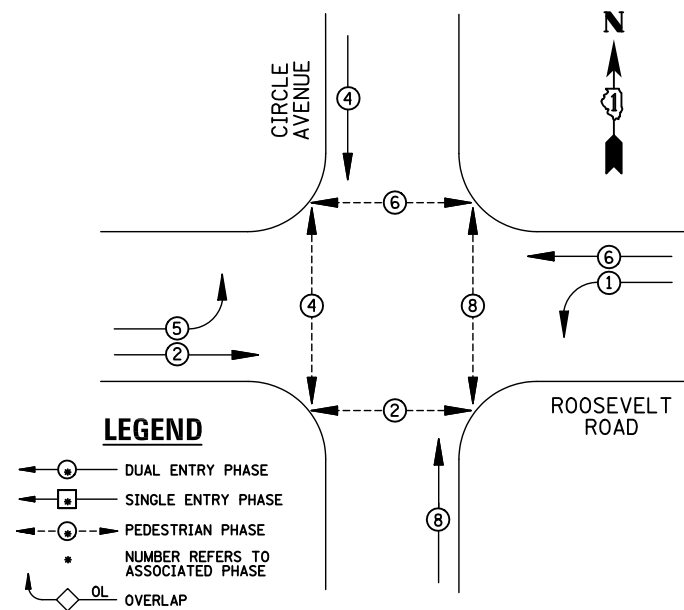 CIRCLE
AVENUE
4
N
1
6
6
1
4
8
5
2
2
ROOSEVELT
ROAD
8
LEGEND
* DUAL ENTRY PHASE
* SINGLE ENTRY PHASE
* PEDESTRIAN PHASE
* NUMBER REFERS TO
ASSOCIATED PHASE
OL OVERLAP